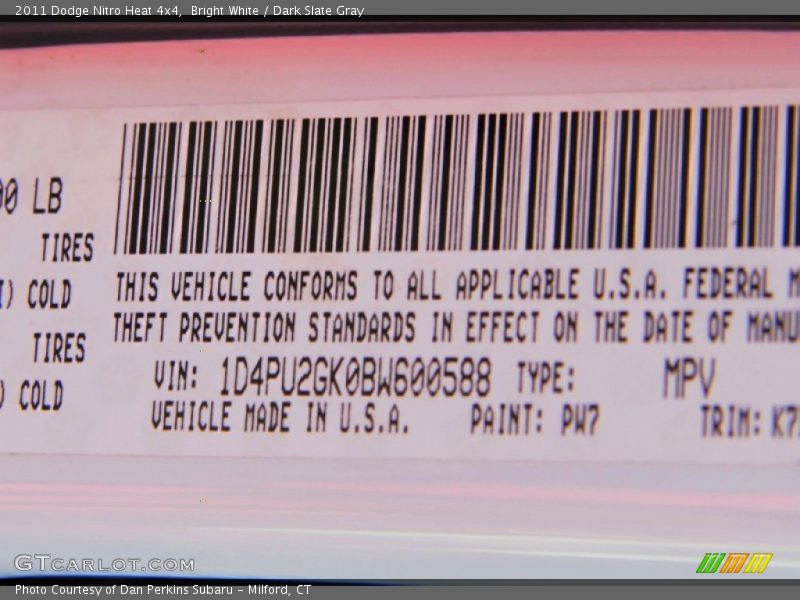 2011 Dodge Nitro Heat 4x4, Bright White / Dark Slate Gray
LB
TIRES
COLD
THIS VEHICLE CONFORMS TO ALL APPLICABLE U.S.A. FEDERAL
THEFT PREVENTION STANDARDS IN EFFECT ON THE DATE OF MANU
TIRES
VIN: 1D4PU2GK0BW600588 TYPE: MPV
COLD
VEHICLE MADE IN U.S.A. PAINT: PW7 TRIM: K7
GTCARLOT.COM
Photo Courtesy of Dan Perkins Subaru - Milford, CT